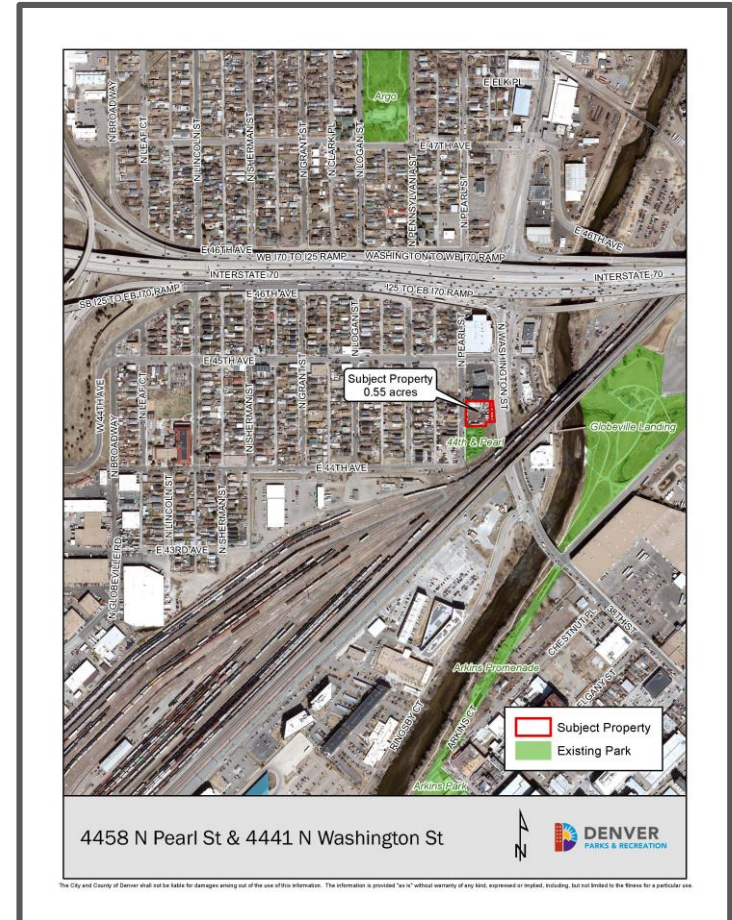 Argo
E ELK PL
N BROADWAY
N LEAF CT
N LINCOLN ST
N SHERMAN ST
N GRANT ST
N CLARK PL
N LOGAN ST
E 47TH AVE
N PENNSYLVANIA ST
N PEARL ST
E 46TH AVE
E 46TH AVE
WB I70 TO I25 RAMP
WASHINGTON TO WB I70 RAMP
INTERSTATE 70
INTERSTATE 70
SB I25 TO EB I70 RAMP
E 46TH AVE
I25 TO EB I70 RAMP
N LOGAN ST
N PEARL ST
N WASHINGTON ST
E 45TH AVE
W 44TH AVE
N BROADWAY
N LEAF CT
N SHERMAN ST
N GRANT ST
Subject Property
0.55 acres
Globeville Landing
44th & Pearl
E 44TH AVE
N LINCOLN ST
N SHERMAN ST
E 43RD AVE
N GLOBEVILLE RD
38TH ST
CHESTNUT PL
Arkins Promenade
RINGSBY CT
ARKINS CT
Arkins Park
Subject Property
Existing Park
4458 N Pearl St & 4441 N Washington St
N
DENVER
PARKS & RECREATION
The City and County of Denver shall not be liable for damages arising out of the use of this information. The information is provided "as is" without warranty of any kind, expressed or implied, including, but not limited to the fitness for a particular use.